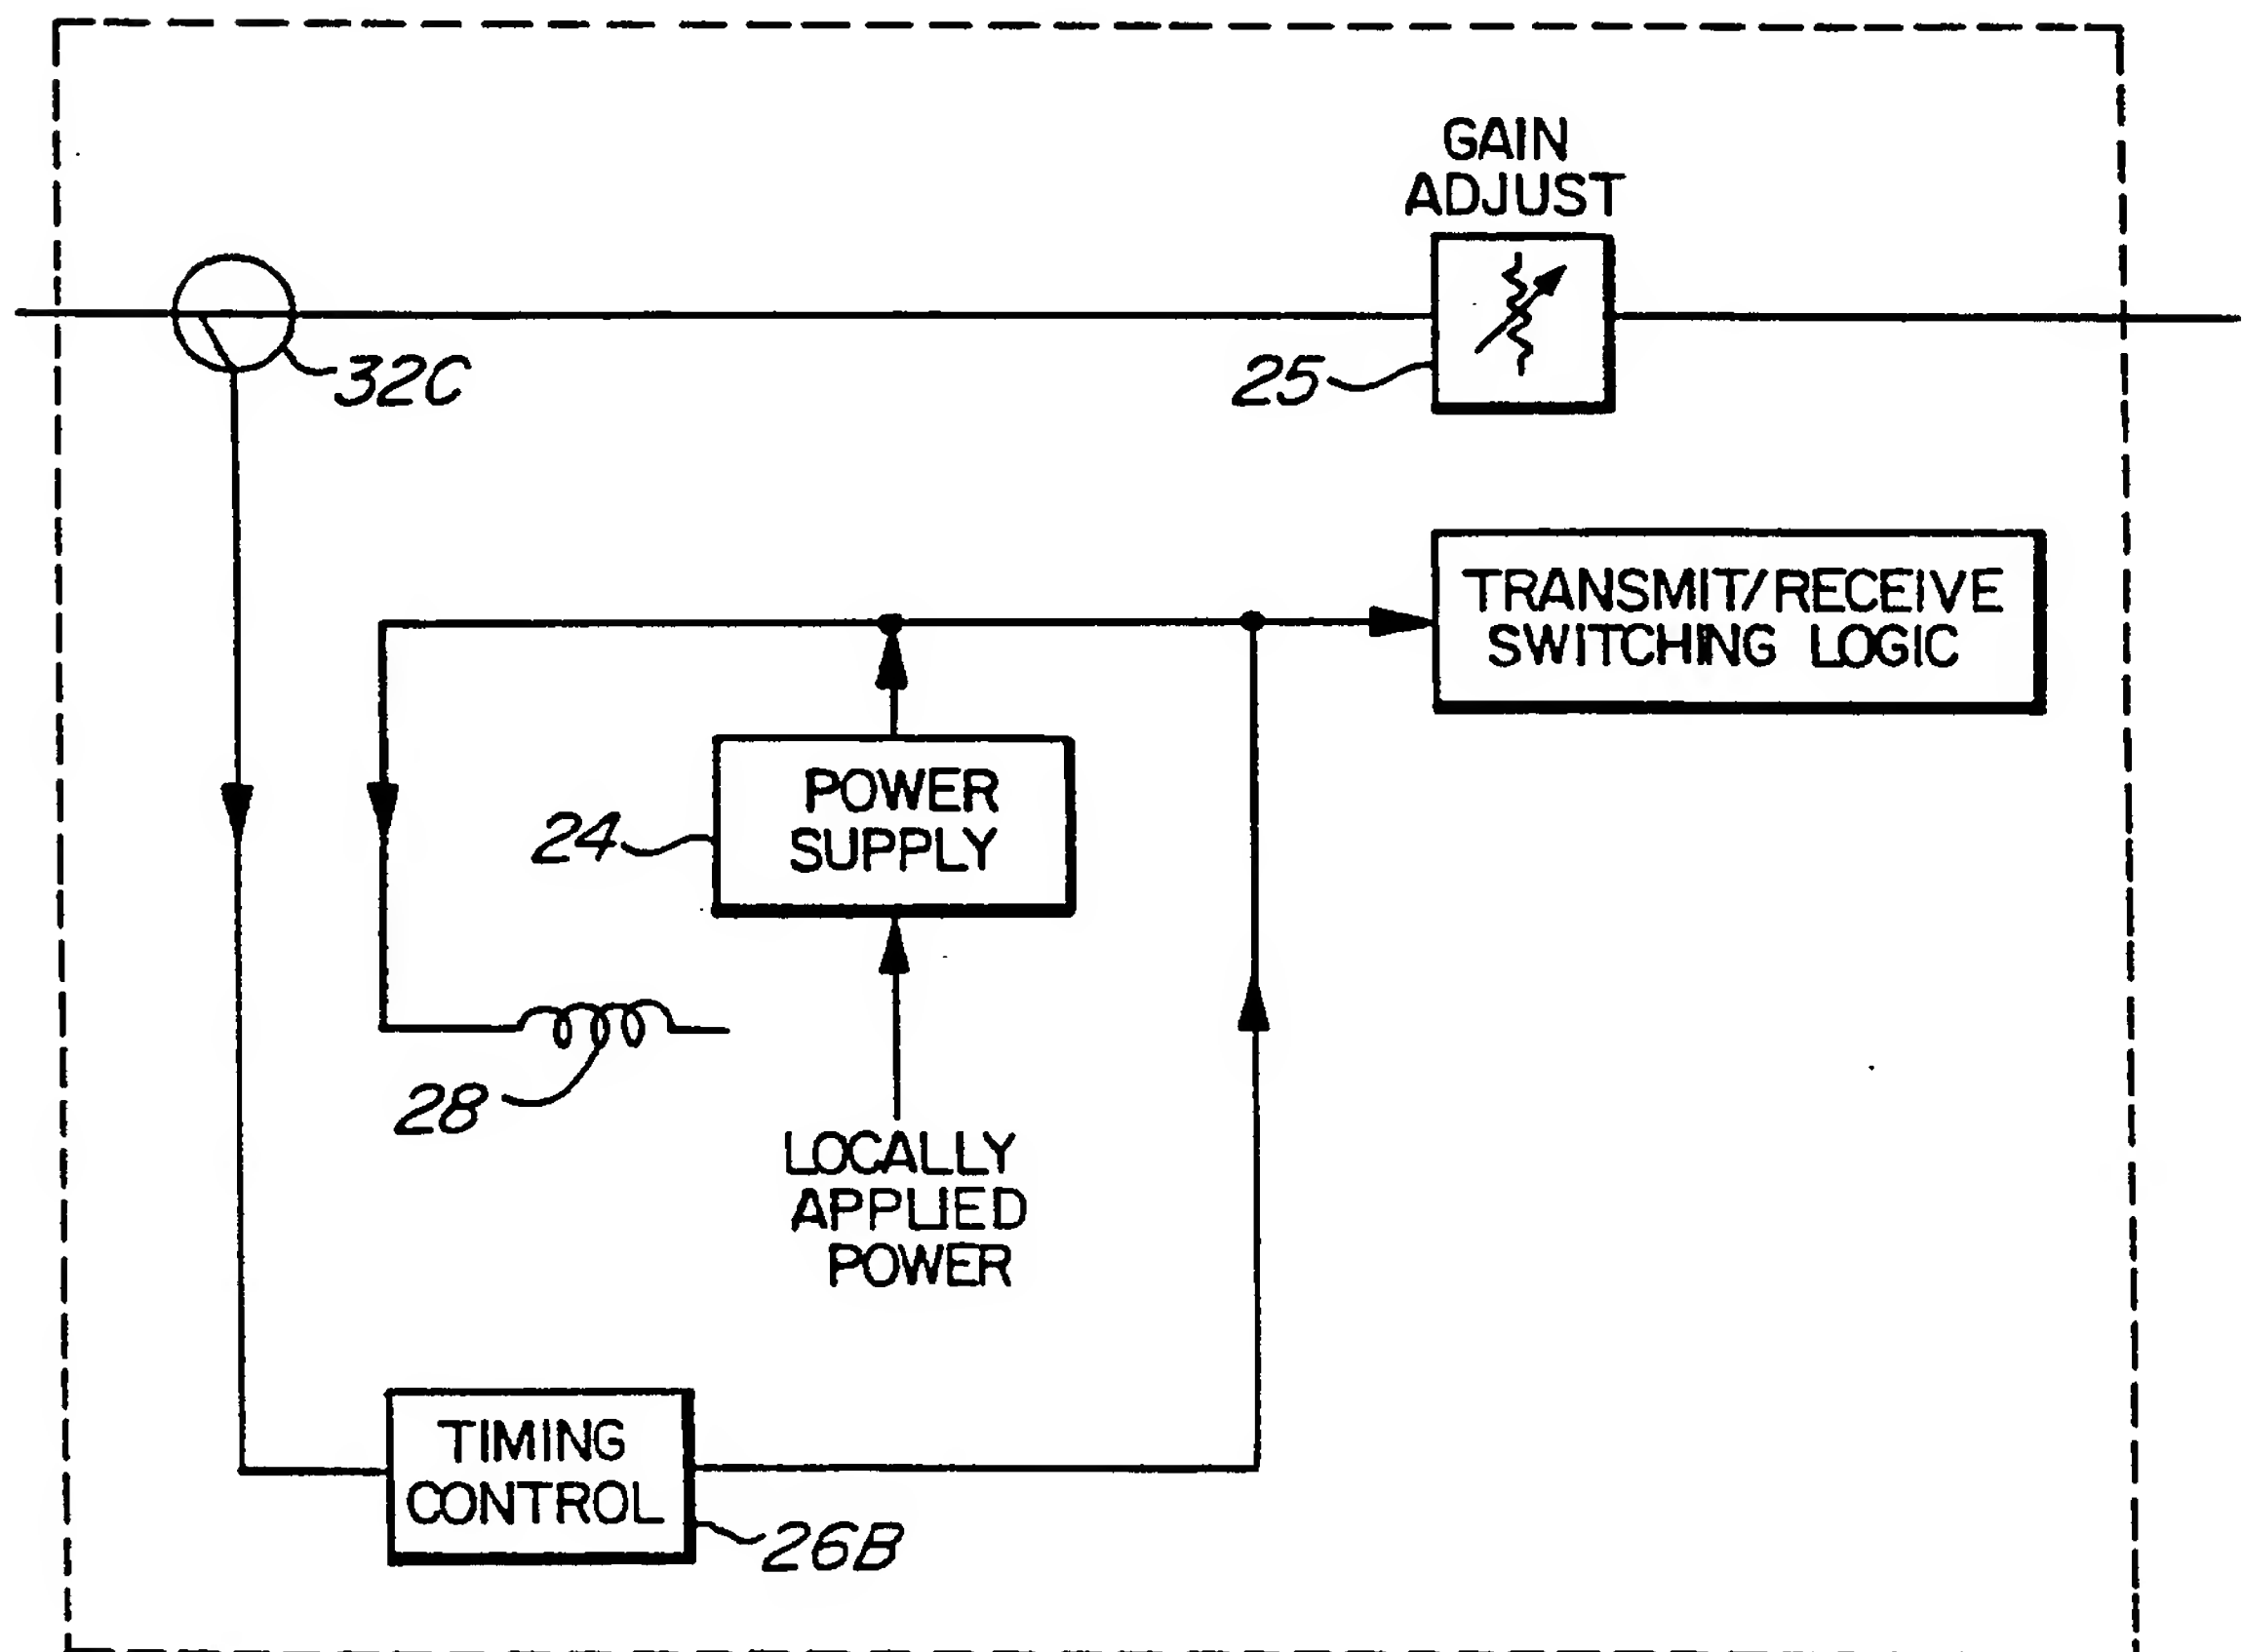 GAIN
ADJUST
32C
25
TRANSMIT/RECEIVE
SWITCHING LOGIC
POWER
SUPPLY
24
28
LOCALLY
APPLIED
POWER
TIMING
CONTROL
26B